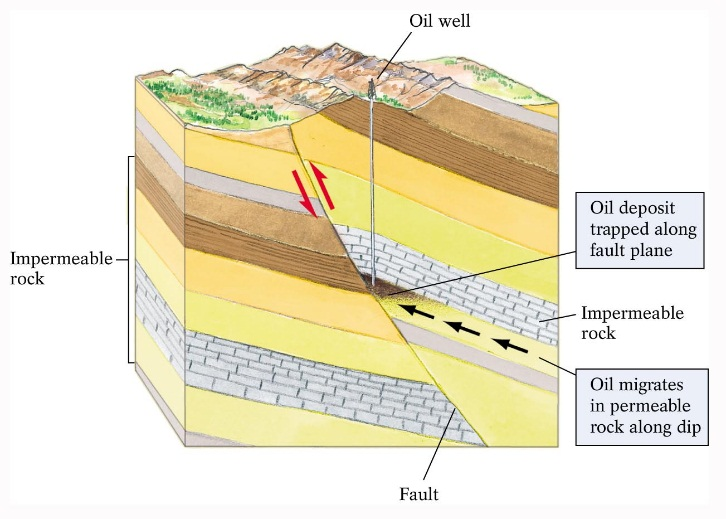 Oil well
Oil deposit
trapped along
fault plane
Impermeable
rock
Impermeable
rock
Oil migrates
in permeable
rock along dip
Fault